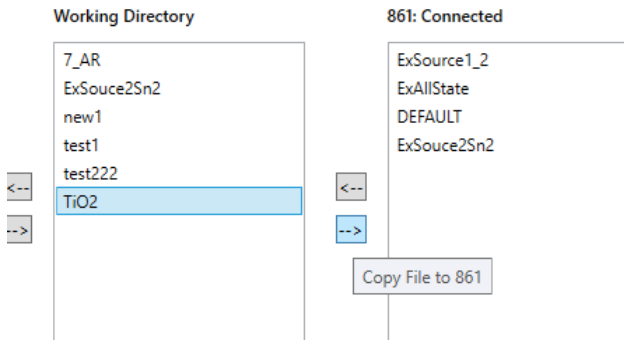 Working Directory
7_AR
ExSouce2Sn2
new1
test1
test222
TiO2
<--
-->
<--
-->
861: Connected
ExSource1_2
ExAllState
DEFAULT
ExSouce2Sn2
Copy File to 861